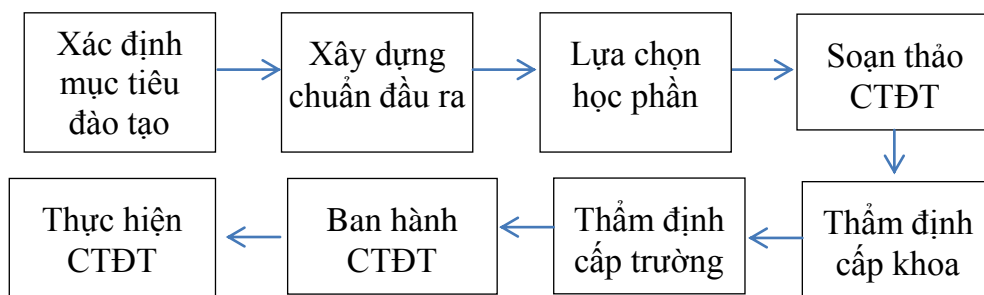 Xác định
mục tiêu
đào tạo
Xây dựng
chuẩn đầu ra
Lựa chọn
học phần
Soạn thảo
CTĐT
Thẩm định
cấp khoa
Thẩm định
cấp trường
Ban hành
CTĐT
Thực hiện
CTĐT